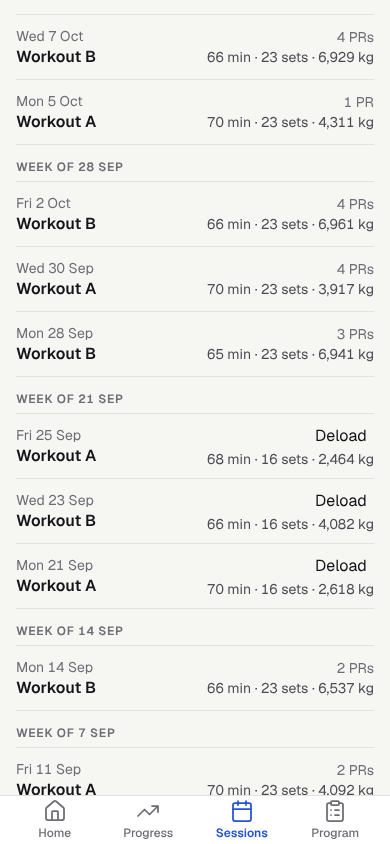 Wed 7 Oct
4 PRs
Workout B
66 min · 23 sets · 6,929 kg
Mon 5 Oct
1 PR
Workout A
70 min · 23 sets · 4,311 kg
WEEK OF 28 SEP
Fri 2 Oct
4 PRs
Workout B
66 min · 23 sets · 6,961 kg
Wed 30 Sep
4 PRs
Workout A
70 min · 23 sets · 3,917 kg
Mon 28 Sep
3 PRs
Workout B
65 min · 23 sets · 6,941 kg
WEEK OF 21 SEP
Fri 25 Sep
Deload
Workout A
68 min · 16 sets · 2,464 kg
Wed 23 Sep
Deload
Workout B
66 min · 16 sets · 4,082 kg
Mon 21 Sep
Deload
Workout A
70 min · 16 sets · 2,618 kg
WEEK OF 14 SEP
Mon 14 Sep
2 PRs
Workout B
66 min · 23 sets · 6,537 kg
WEEK OF 7 SEP
Fri 11 Sep
2 PRs
Workout A
70 min · 23 sets · 4,092 kg
Home
Progress
Sessions
Program